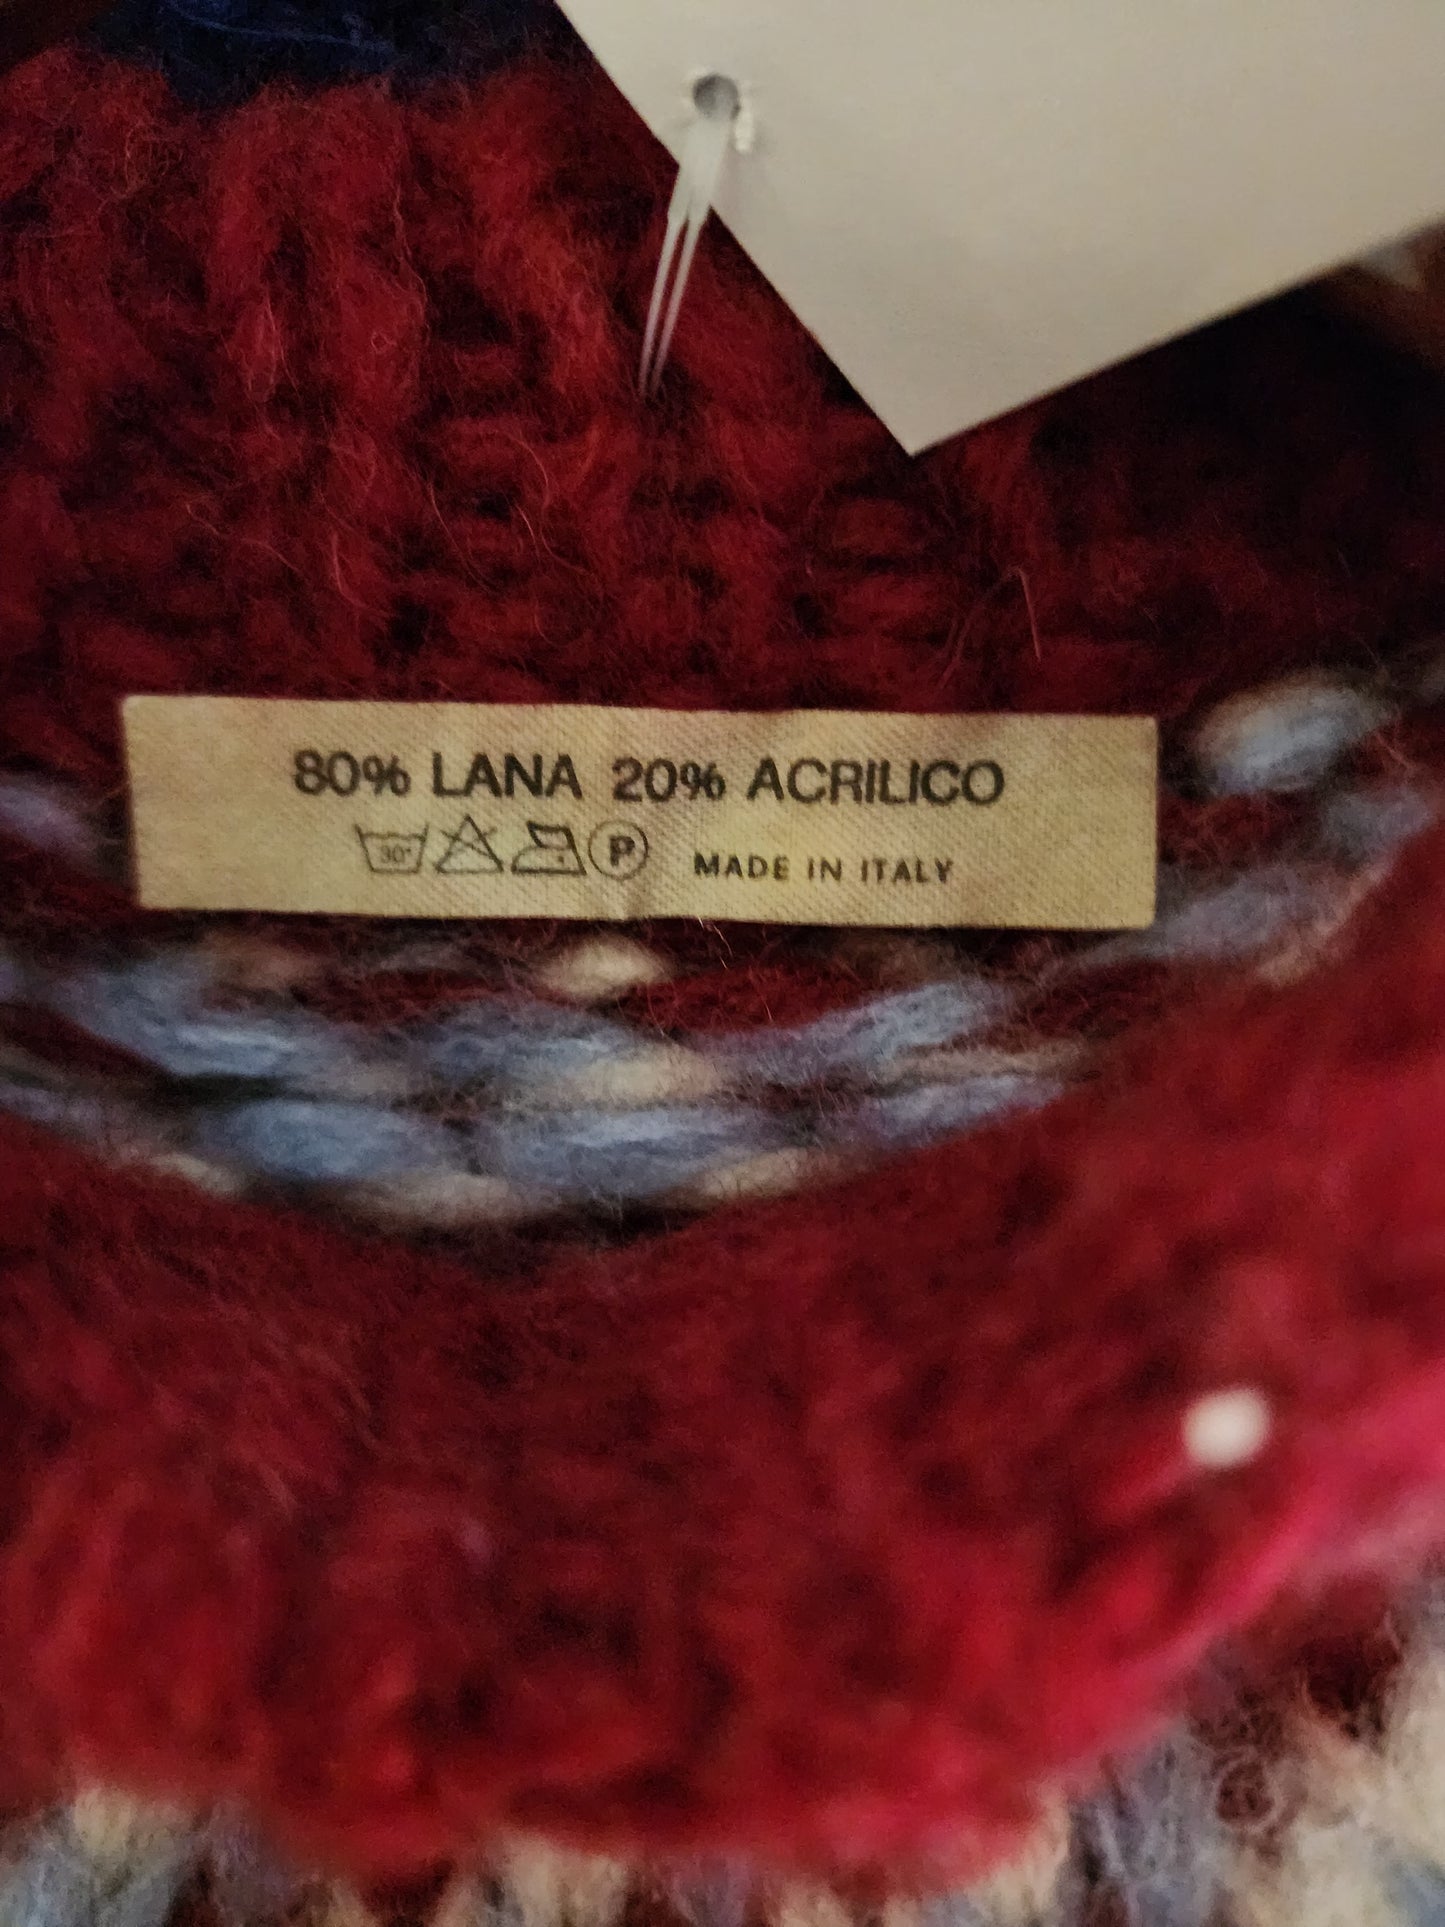 80% LANA 20% ACRILICO
30° P MADE IN ITALY